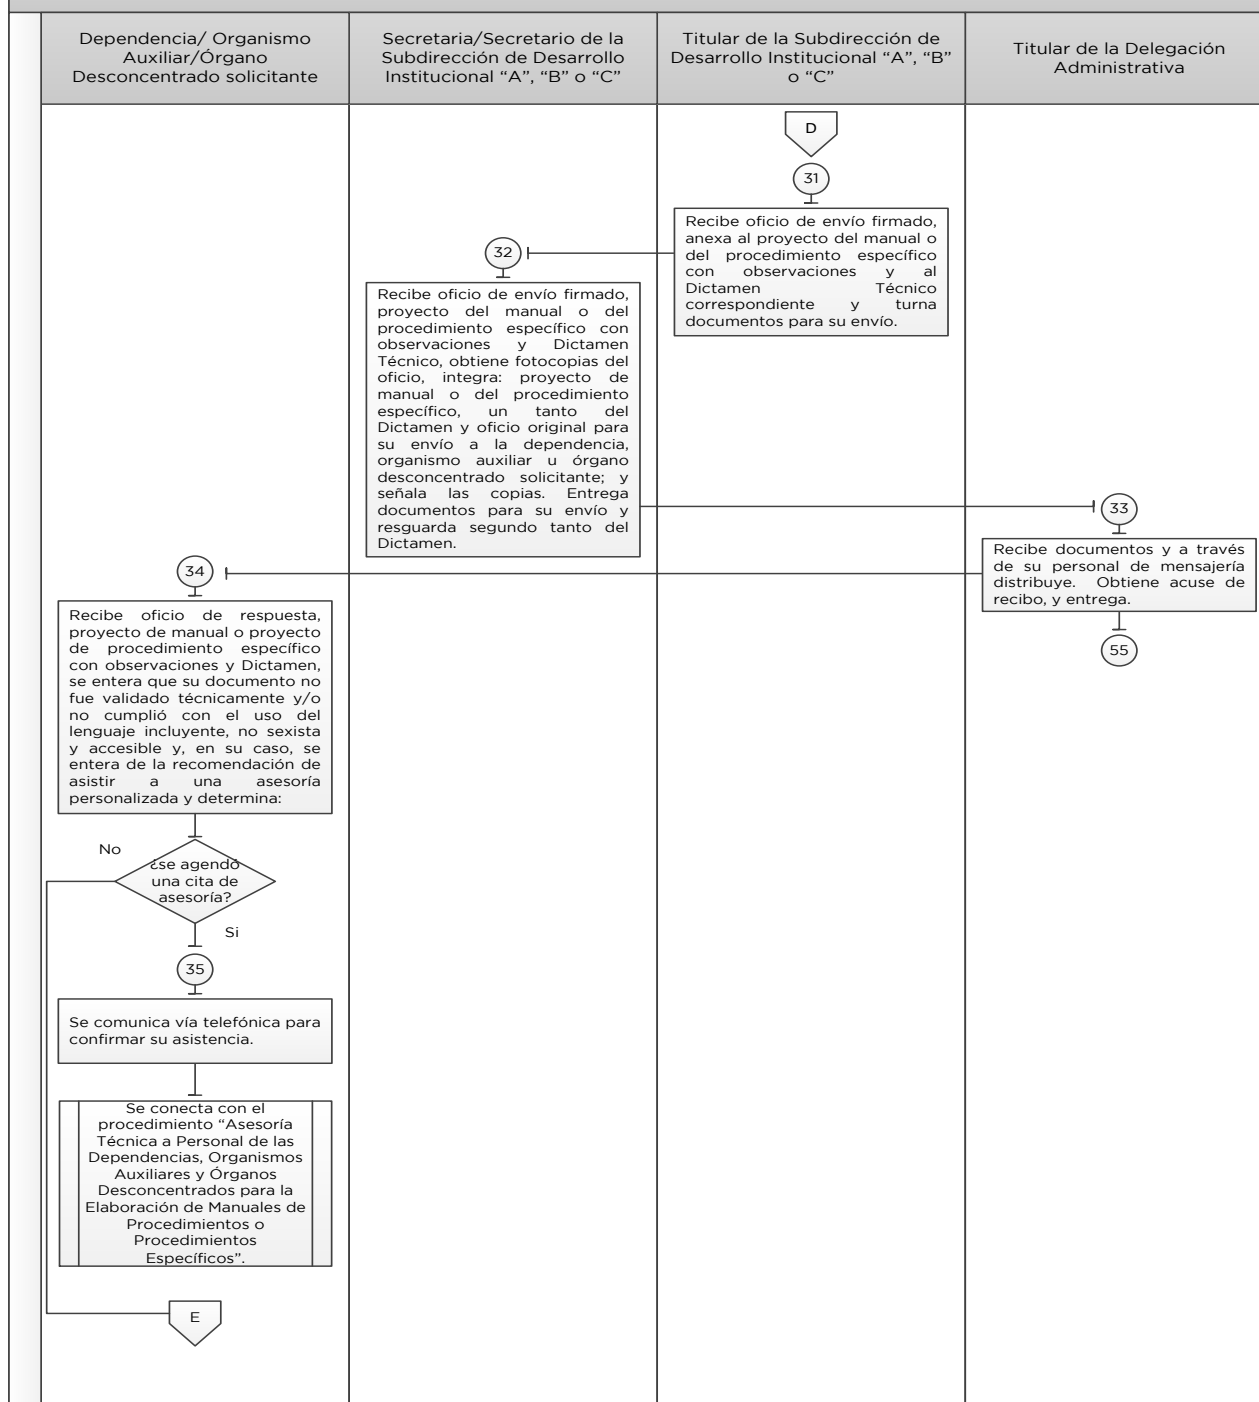 Dependencia/ Organismo
Auxiliar/Órgano
Desconcentrado solicitante
Secretaria/Secretario de la
Subdirección de Desarrollo
Institucional “A”, “B” o “C”
Titular de la Subdirección de
Desarrollo Institucional “A”, “B”
o “C”
Titular de la Delegación
Administrativa
D
31
Recibe oficio de envío firmado,
anexa al proyecto del manual o
del procedimiento específico
con observaciones y al
Dictamen Técnico
correspondiente y turna
documentos para su envío.
32
Recibe oficio de envío firmado,
proyecto del manual o del
procedimiento específico con
observaciones y Dictamen
Técnico, obtiene fotocopias del
oficio, integra: proyecto de
manual o del procedimiento
específico, un tanto del
Dictamen y oficio original para
su envío a la dependencia,
organismo auxiliar u órgano
desconcentrado solicitante; y
señala las copias. Entrega
documentos para su envío y
resguarda segundo tanto del
Dictamen.
33
Recibe documentos y a través
de su personal de mensajería
distribuye. Obtiene acuse de
recibo, y entrega.
55
34
Recibe oficio de respuesta,
proyecto de manual o proyecto
de procedimiento específico
con observaciones y Dictamen,
se entera que su documento no
fue validado técnicamente y/o
no cumplió con el uso del
lenguaje incluyente, no sexista
y accesible y, en su caso, se
entera de la recomendación de
asistir a una asesoría
personalizada y determina:
No
¿se agendó
una cita de
asesoría?
Si
35
Se comunica vía telefónica para
confirmar su asistencia.
Se conecta con el
procedimiento “Asesoría
Técnica a Personal de las
Dependencias, Organismos
Auxiliares y Órganos
Desconcentrados para la
Elaboración de Manuales de
Procedimientos o
Procedimientos
Específicos”.
E